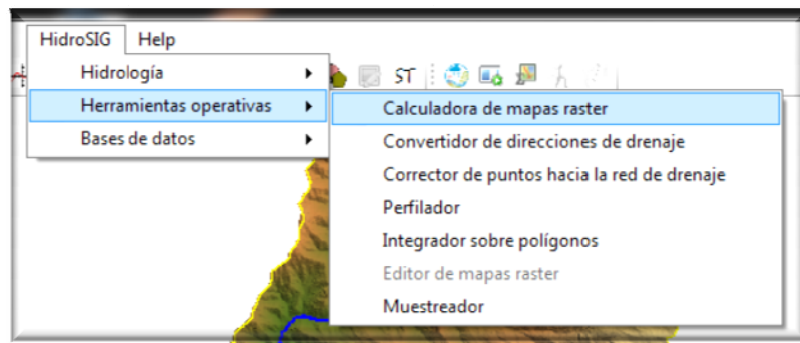 HidroSIG Help
Hidrología
ST
Herramientas operativas
Bases de datos
Calculadora de mapas raster
Convertidor de direcciones de drenaje
Corrector de puntos hacia la red de drenaje
Perfilador
Integrador sobre polígonos
Editor de mapas raster
Muestreador